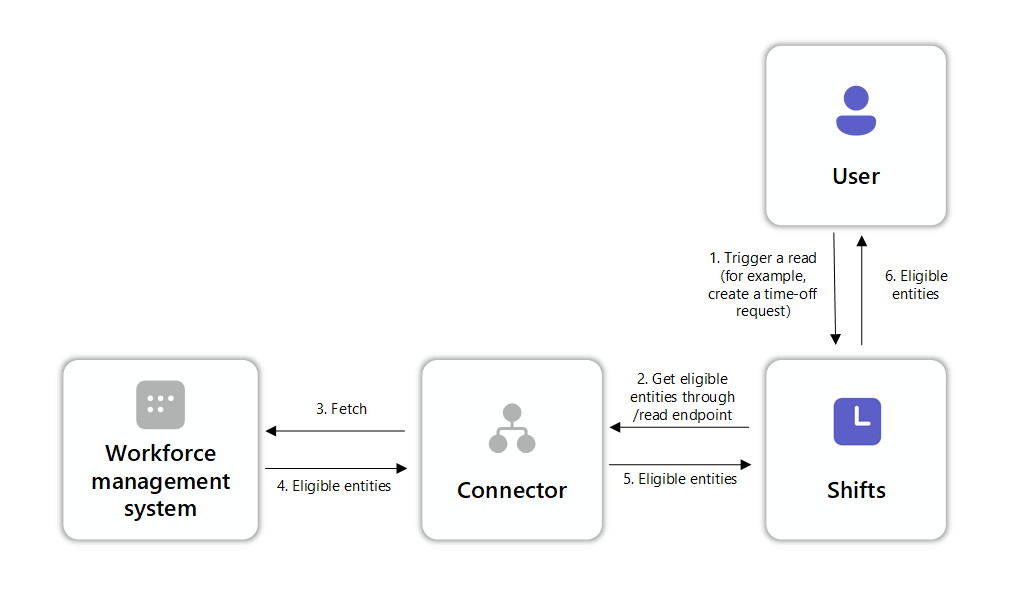 User
1. Trigger a read
(for example,
create a time-off
request)
6. Eligible
entities
Workforce
management
system
3. Fetch
4. Eligible entities
Connector
2. Get eligible
entities through
/read endpoint
5. Eligible entities
Shifts